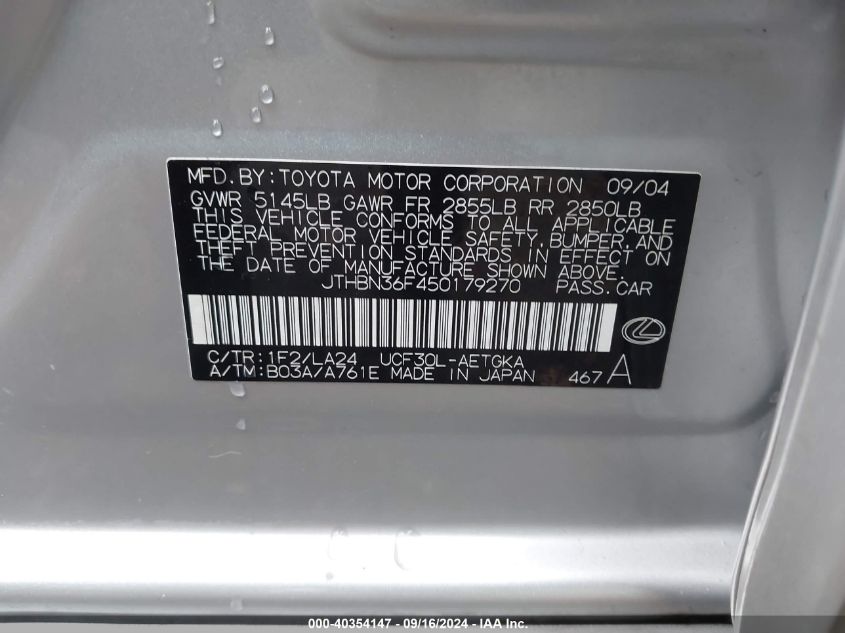 MFD.BY:TOYOTA MOTOR CORPORATION 09/04
GVWR 5145LB GAWR FR 2855LB RR 2850LB
THIS VEHICLE CONFORMS TO ALL APPLICABLE
FEDERAL MOTOR VEHICLE SAFETY,BUMPER,AND
THEFT PREVENTION STANDARDS IN EFFECT ON
THE DATE OF MANUFACTURE SHOWN ABOVE.
JTHBN36F450179270 PASS.CAR
C/TR:1F2/LA24 UCF30L-AETGKA
A/TM:B03A/A761E MADE IN JAPAN 467A
000-40354147 - 09/16/2024 - IAA Inc.